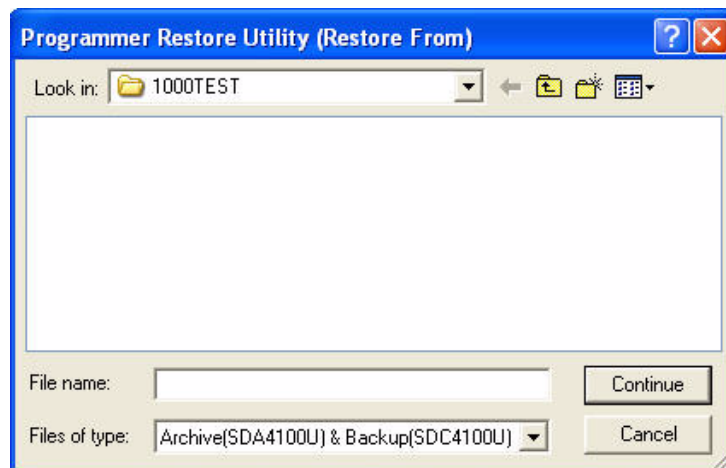 Programmer Restore Utility (Restore From)
Look in: 1000TEST
File name:
Continue
Files of type: Archive(SDA4100U) & Backup(SDC4100U)
Cancel